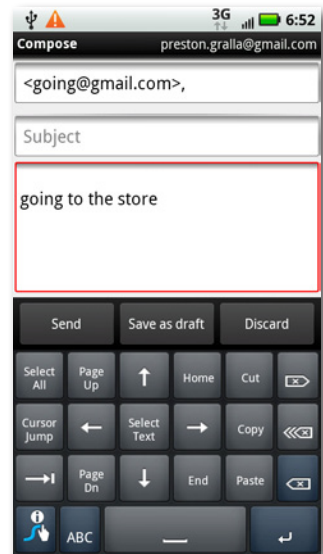 3G 6:52
Compose preston.gralla@gmail.com
<going@gmail.com>,
Subject
going to the store
Send Save as draft Discard
Select All Page Up Home Cut
Cursor Jump Select Text Copy
Page Dn End Paste
ABC